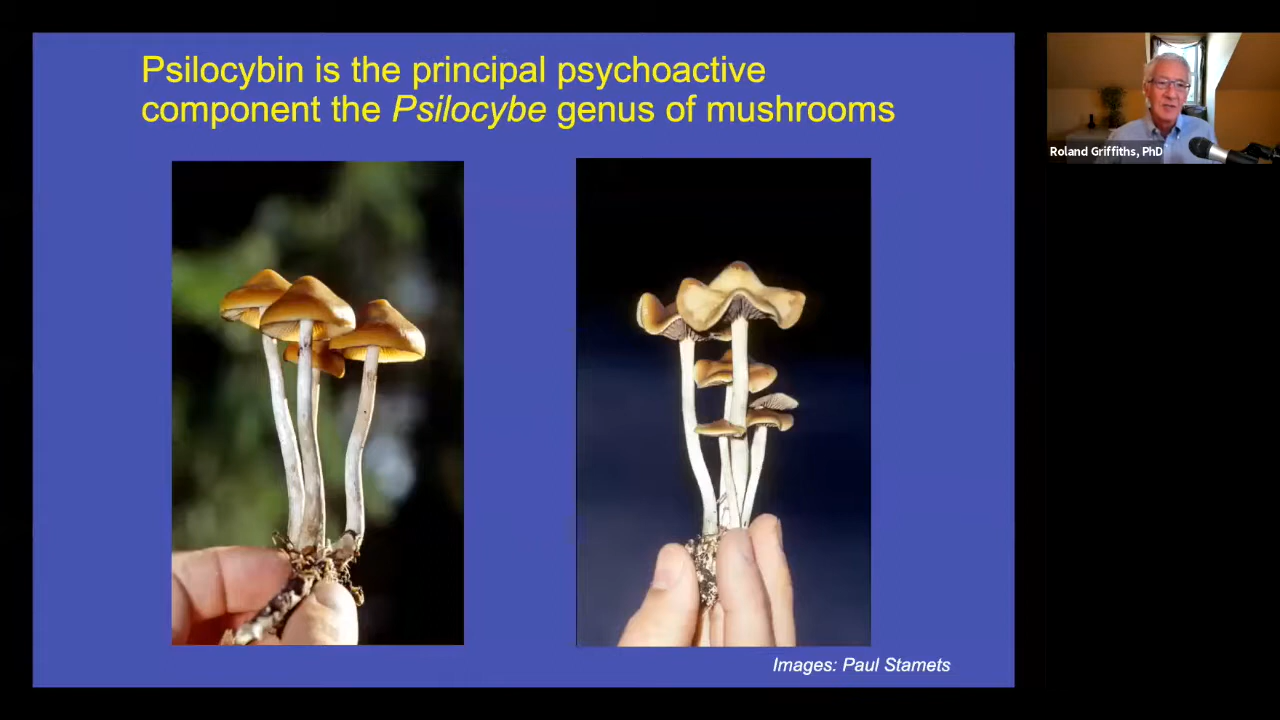 Psilocybin is the principal psychoactive
component the Psilocybe genus of mushrooms
Roland Griffiths, PhD
Images: Paul Stamets